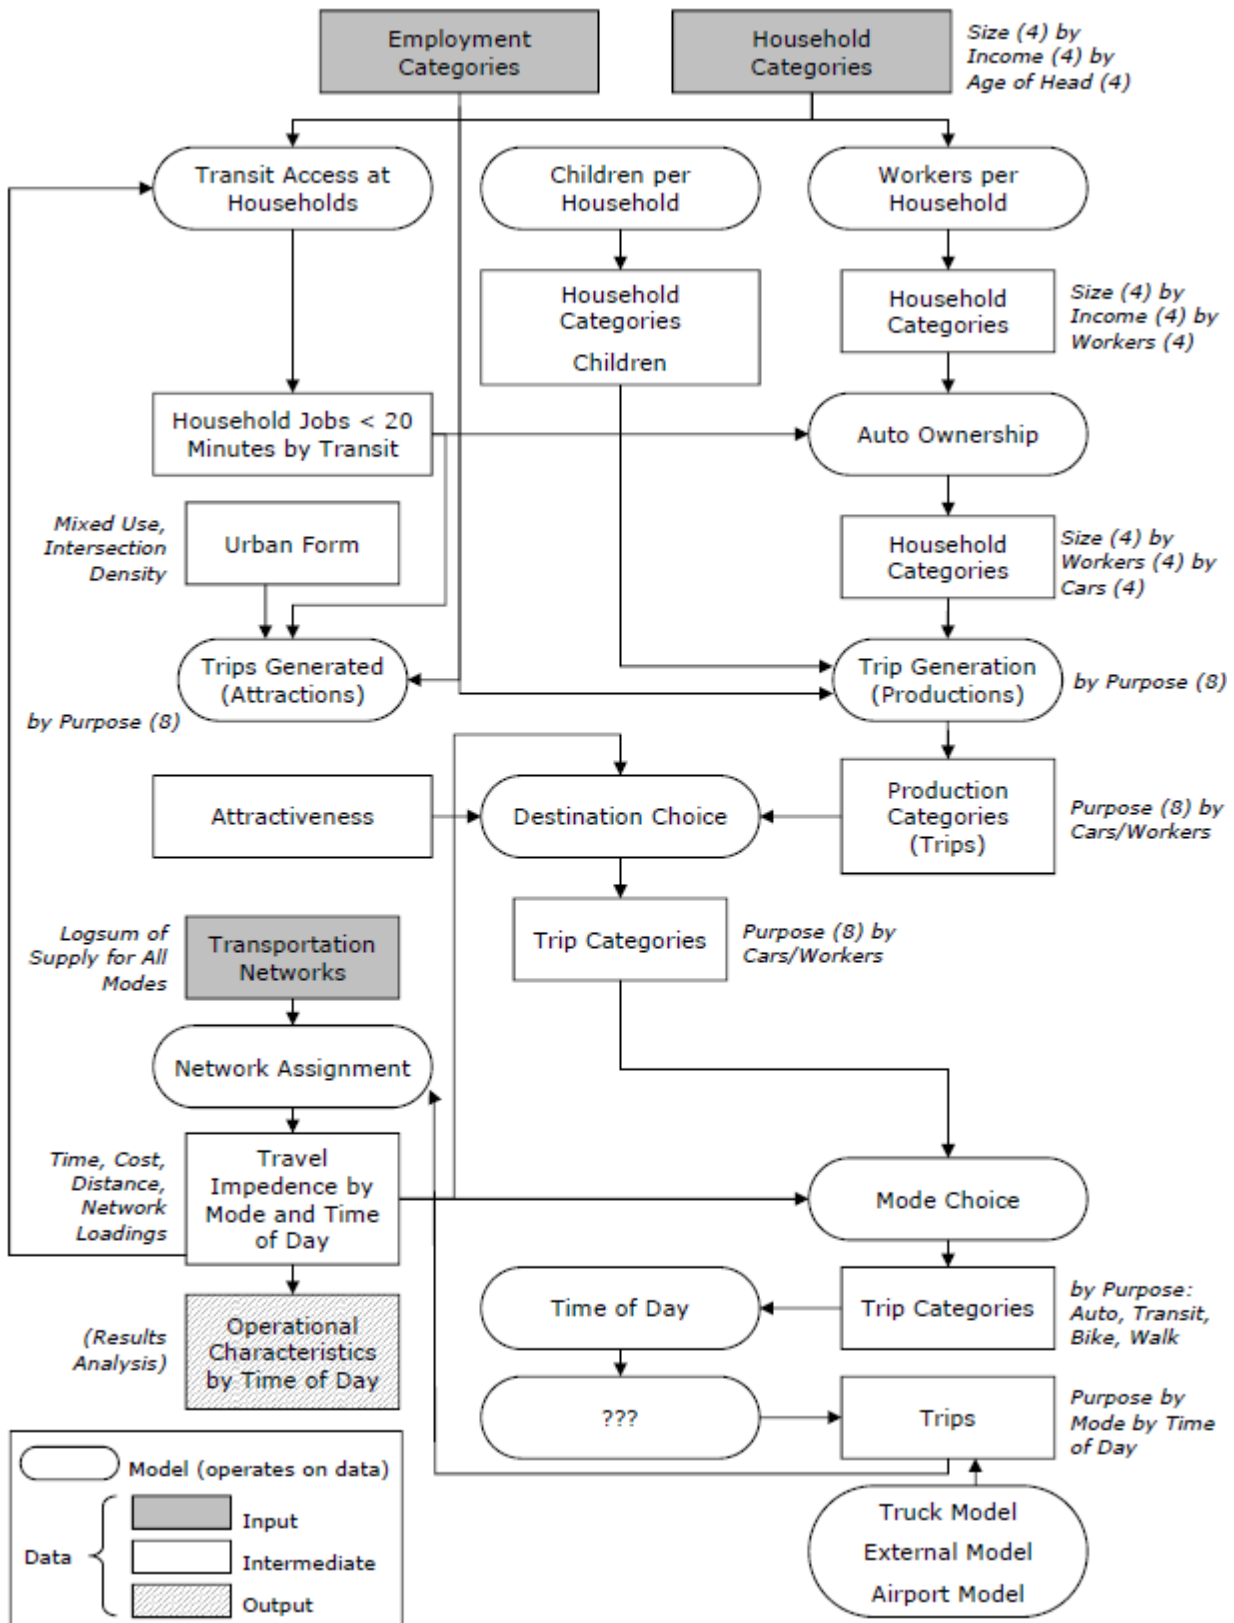 Employment
Categories
Household
Categories
Size (4) by
Income (4) by
Age of Head (4)
Transit Access at
Households
Children per
Household
Workers per
Household
Household
Categories
Children
Household
Categories
Size (4) by
Income (4) by
Workers (4)
Household Jobs < 20
Minutes by Transit
Auto Ownership
Mixed Use,
Intersection
Density
Urban Form
Household
Categories
Size (4) by
Workers (4) by
Cars (4)
Trips Generated
(Attractions)
by Purpose (8)
Trip Generation
(Productions)
by Purpose (8)
Attractiveness
Destination Choice
Production
Categories
(Trips)
Purpose (8) by
Cars/Workers
Logsum of
Supply for All
Modes
Transportation
Networks
Trip Categories
Purpose (8) by
Cars/Workers
Network Assignment
Time, Cost,
Distance,
Network
Loadings
Travel
Impedence by
Mode and Time
of Day
Mode Choice
(Results
Analysis)
Operational
Characteristics
by Time of Day
Time of Day
Trip Categories
by Purpose:
Auto, Transit,
Bike, Walk
???
Trips
Purpose by
Mode by Time
of Day
Truck Model
External Model
Airport Model
Model (operates on data)
Data
Input
Intermediate
Output